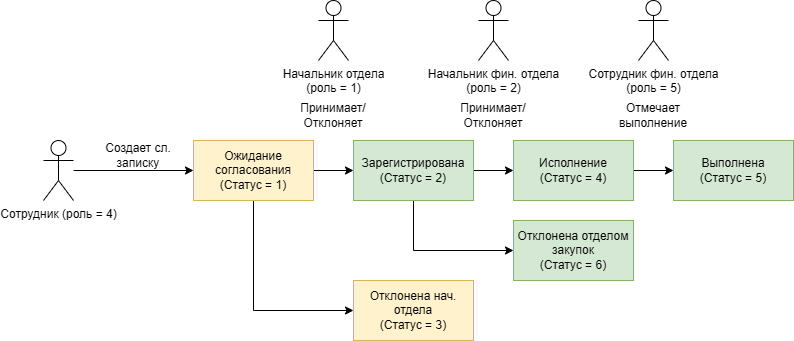 Начальник отдела
(роль = 1)
Принимает/
Отклоняет
Начальник фин. отдела
(роль = 2)
Принимает/
Отклоняет
Сотрудник фин. отдела
(роль = 5)
Отмечает
выполнение
Создает сл.
записку
Сотрудник (роль = 4)
Ожидание
согласования
(Статус = 1)
Зарегистрирована
(Статус = 2)
Исполнение
(Статус = 4)
Выполнена
(Статус = 5)
Отклонена отделом
закупок
(Статус = 6)
Отклонена нач.
отдела
(Статус = 3)